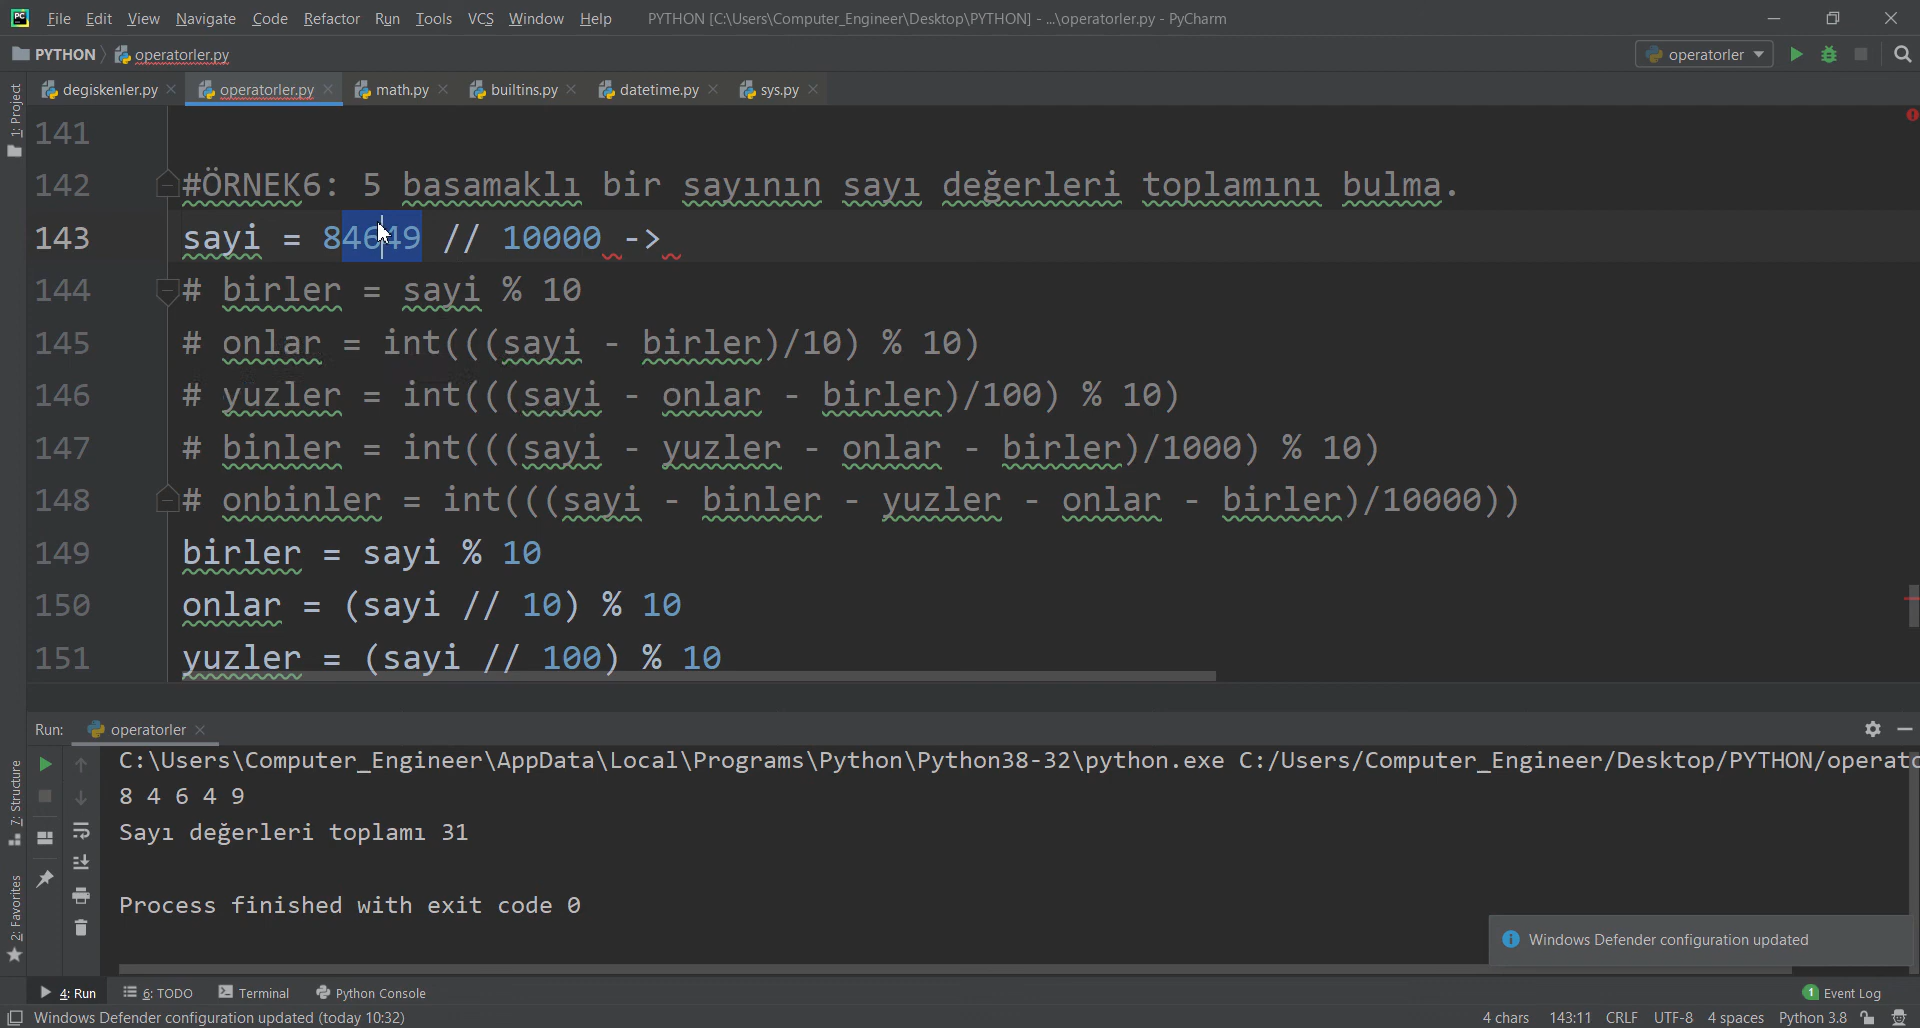 File Edit View Navigate Code Refactor Run Tools VCS Window Help PYTHON [C:\Users\Computer_Engineer\Desktop\PYTHON] - ...\operatorler.py - PyCharm
PYTHON operatorler.py operatorler
degiskenler.py operatorler.py math.py builtins.py datetime.py sys.py
1: Project
141
142 #ÖRNEK6: 5 basamaklı bir sayının sayı değerleri toplamını bulma.
143 sayi = 84649 // 10000 ->
144 # birler = sayi % 10
145 # onlar = int(((sayi - birler)/10) % 10)
146 # yuzler = int(((sayi - onlar - birler)/100) % 10)
147 # binler = int(((sayi - yuzler - onlar - birler)/1000) % 10)
148 # onbinler = int(((sayi - binler - yuzler - onlar - birler)/10000))
149 birler = sayi % 10
150 onlar = (sayi // 10) % 10
151 yuzler = (sayi // 100) % 10
Run: operatorler
C:\Users\Computer_Engineer\AppData\Local\Programs\Python\Python38-32\python.exe C:/Users/Computer_Engineer/Desktop/PYTHON/operato
8 4 6 4 9
Sayı değerleri toplamı 31
Process finished with exit code 0
7: Structure
2: Favorites
Windows Defender configuration updated
4: Run 6: TODO Terminal Python Console 1 Event Log
Windows Defender configuration updated (today 10:32) 4 chars 143:11 CRLF UTF-8 4 spaces Python 3.8